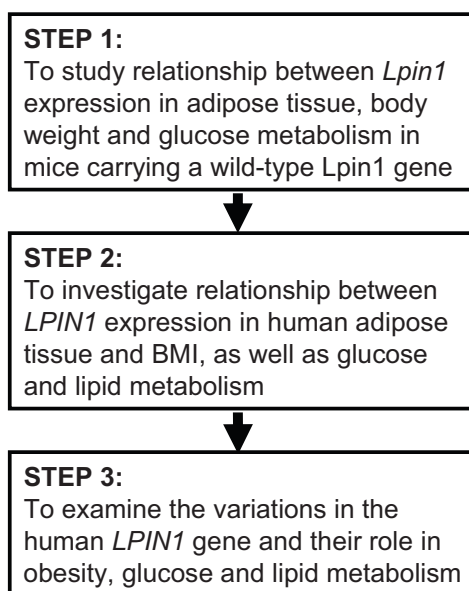 STEP 1:
To study relationship between Lpin1
expression in adipose tissue, body
weight and glucose metabolism in
mice carrying a wild-type Lpin1 gene
STEP 2:
To investigate relationship between
LPIN1 expression in human adipose
tissue and BMI, as well as glucose
and lipid metabolism
STEP 3:
To examine the variations in the
human LPIN1 gene and their role in
obesity, glucose and lipid metabolism